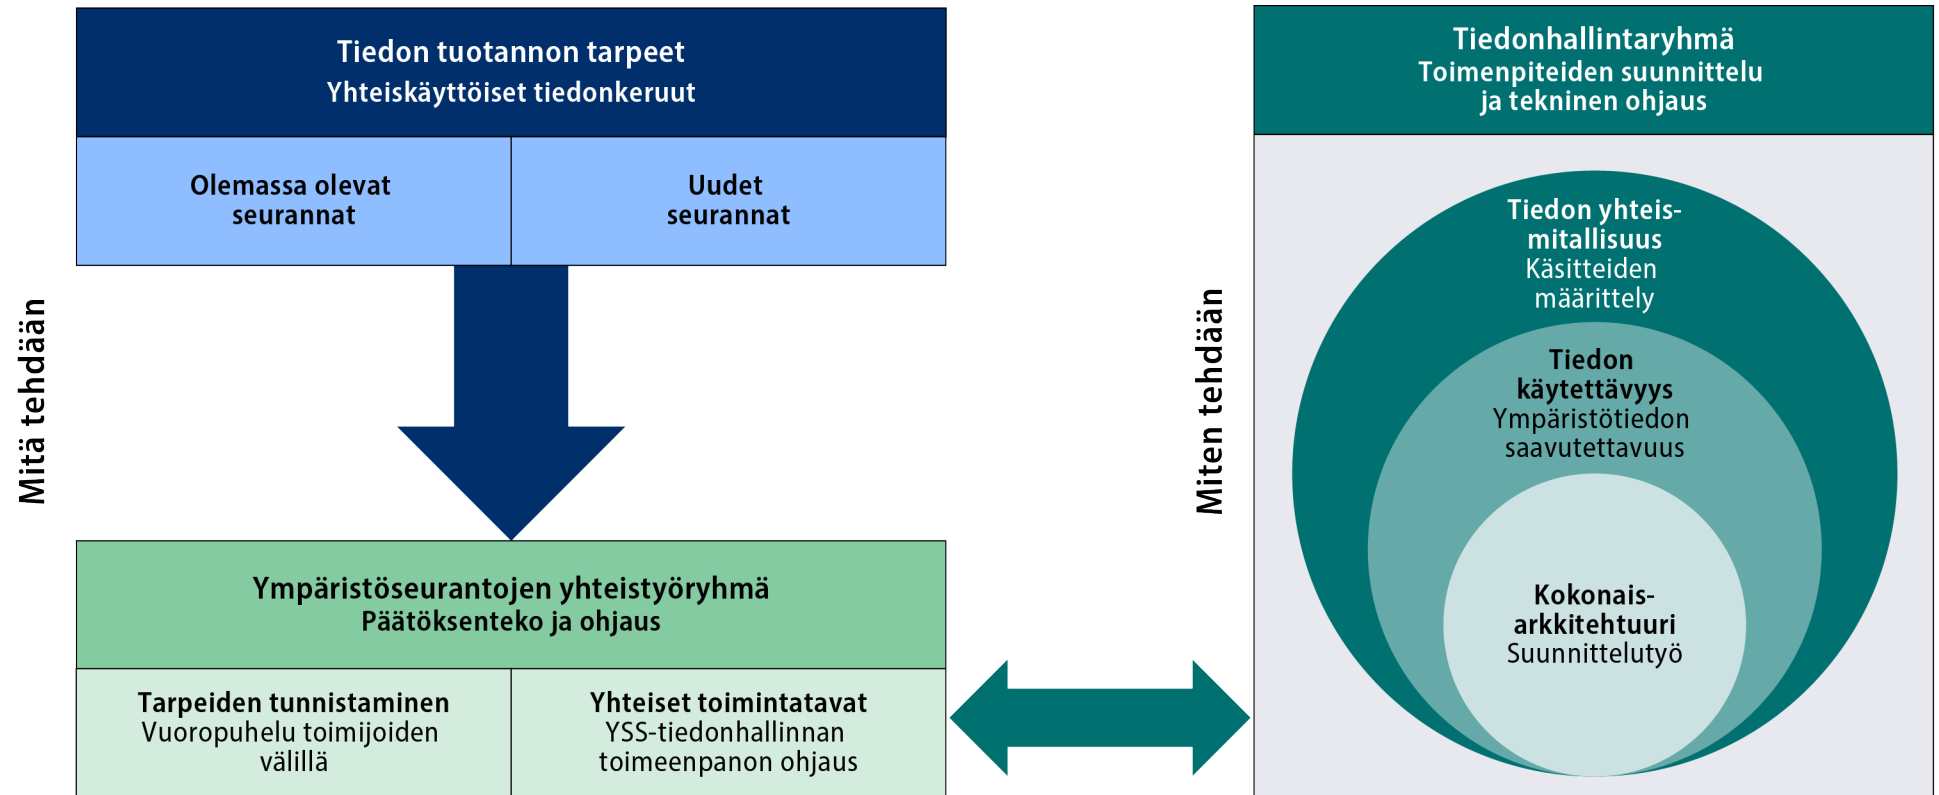 Mitä tehdään
Tiedon tuotannon tarpeet
Yhteiskäyttöiset tiedonkeruut
Olemassa olevat
seurannat
Uudet
seurannat
Ympäristöseurantojen yhteistyöryhmä
Päätöksenteko ja ohjaus
Tarpeiden tunnistaminen
Vuoropuhelu toimijoiden
välillä
Yhteiset toimintatavat
YSS-tiedonhallinnan
toimeenpanon ohjaus
Miten tehdään
Tiedonhallintaryhmä
Toimenpiteiden suunnittelu
ja tekninen ohjaus
Tiedon yhteis-
mitallisuus
Käsitteiden
määrittely
Tiedon
käytettävyys
Ympäristötiedon
saavutettavuus
Kokonais-
arkkitehtuuri
Suunnittelutyö